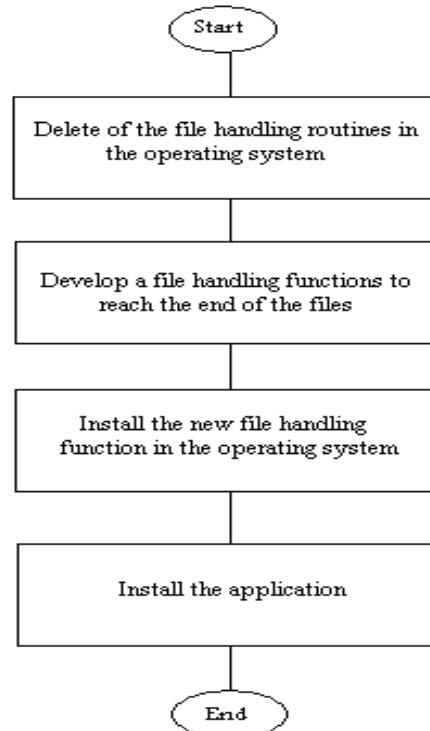 Start
Delete of the file handling routines in
the operating system
Develop a file handling functions to
reach the end of the files
Install the new file handling
function in the operating system
Install the application
End